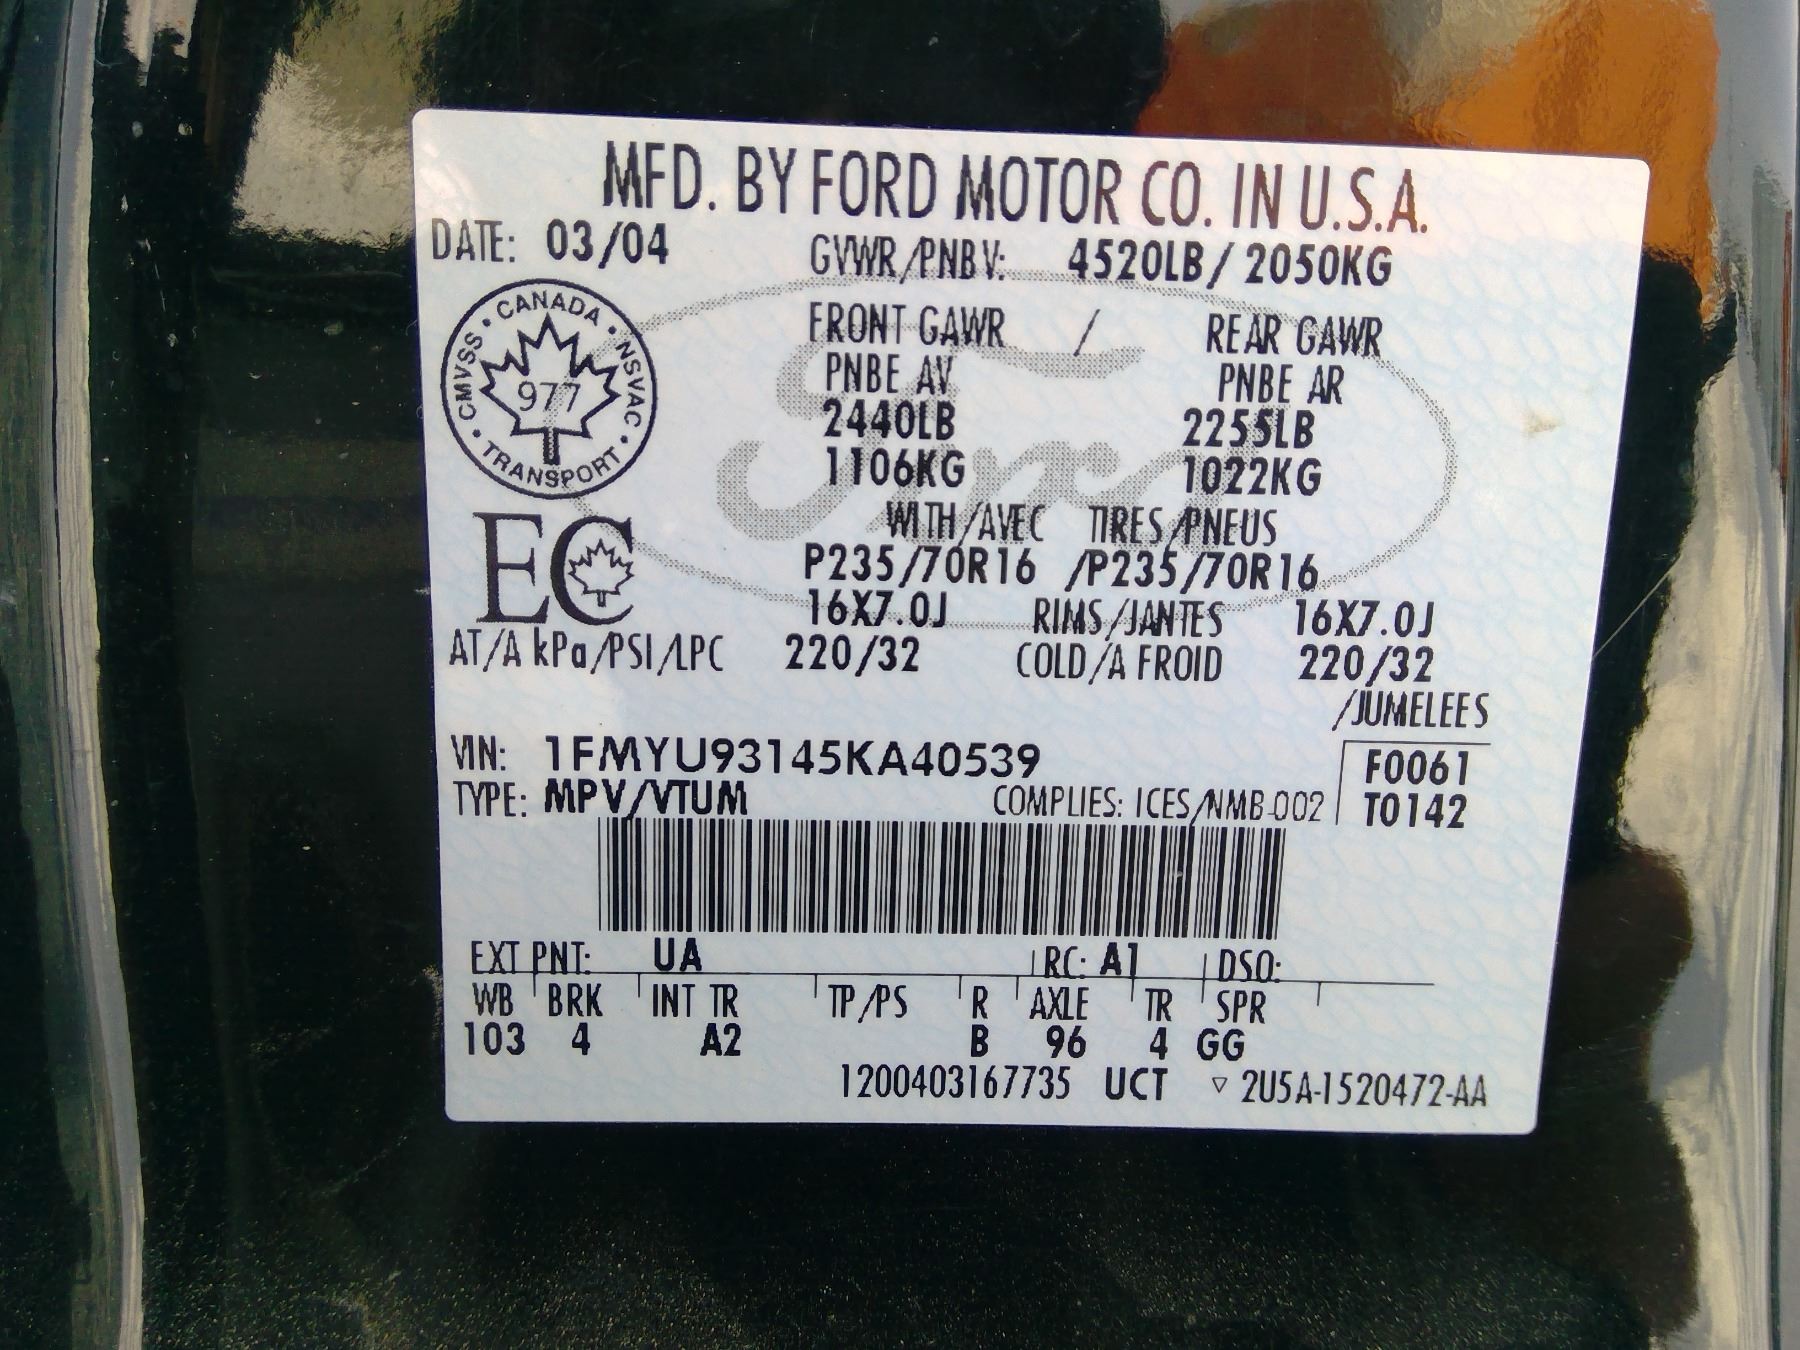 MFD. BY FORD MOTOR CO. IN U.S.A.
DATE: 03/04 GVWR/PNBV: 4520LB/2050KG
CANADA
CMVSS NSVAC
977
TRANSPORT
FRONT GAWR / REAR GAWR
PNBE AV PNBE AR
2440LB 2255LB
1106KG 1022KG
Ford
WITH/AVEC TIRES/PNEUS
EC
P235/70R16 /P235/70R16
16X7.0J RIMS/JANTES 16X7.0J
AT/A kPa/PSI/LPC 220/32 COLD/A FROID 220/32
/JUMELEES
VIN: 1FMYU93145KA40539 F0061
TYPE: MPV/VTUM COMPLIES: ICES/NMB-002 T0142
EXT PNT: UA RC: A1 DSO:
WB BRK INT TR TP/PS R AXLE TR SPR
103 4 A2 B 96 4 GG
1200403167735 UCT ▽ 2U5A-1520472-AA